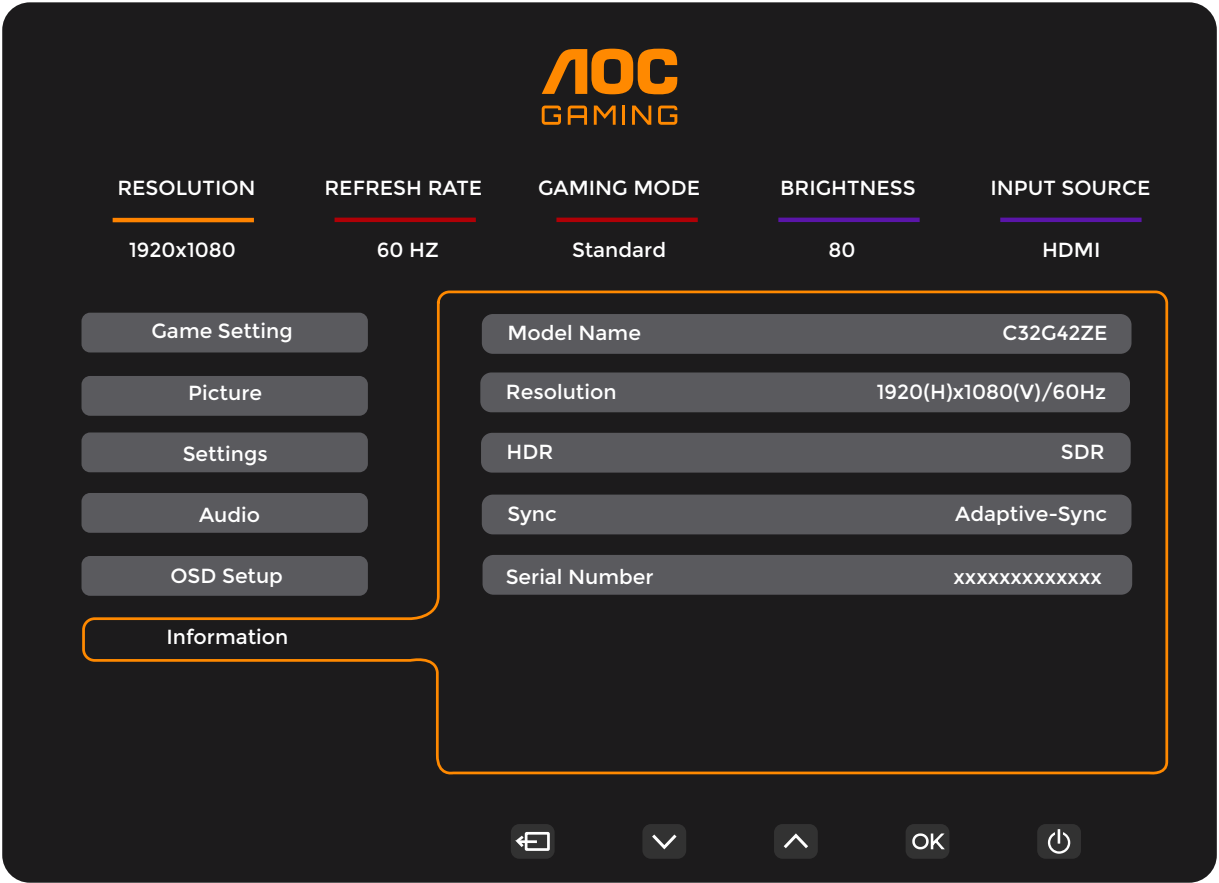 AOC
GAMING
RESOLUTION REFRESH RATE GAMING MODE BRIGHTNESS INPUT SOURCE
1920x1080 60 HZ Standard 80 HDMI
Game Setting
Picture
Settings
Audio
OSD Setup
Information
Model Name C32G42ZE
Resolution 1920(H)x1080(V)/60Hz
HDR SDR
Sync Adaptive-Sync
Serial Number xxxxxxxxxxxxx
OK